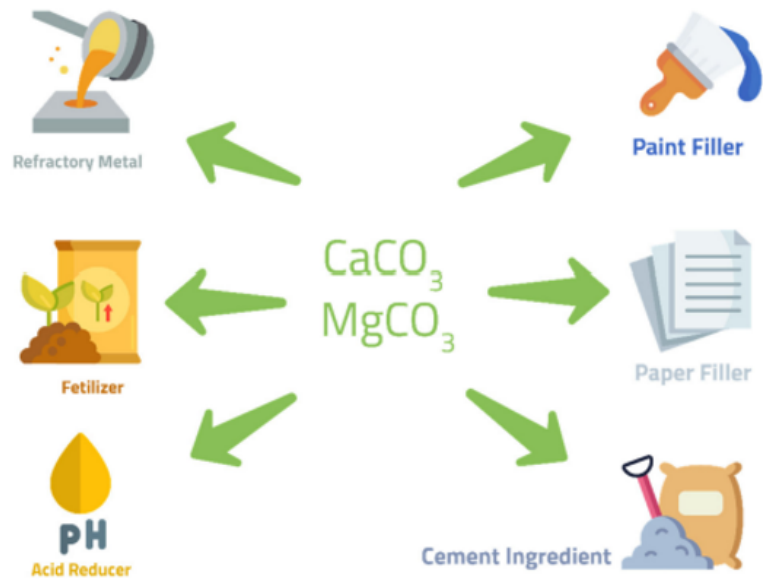 Refractory Metal
Paint Filler
CaCO₃
MgCO₃
Fetilizer
Paper Filler
pH
Acid Reducer
Cement Ingredient